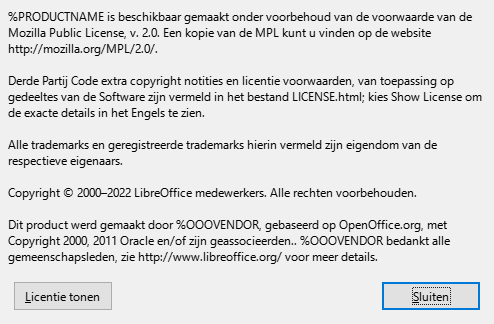 %PRODUCTNAME is beschikbaar gemaakt onder voorbehoud van de voorwaarde van de
Mozilla Public License, v. 2.0. Een kopie van de MPL kunt u vinden op de website
http://mozilla.org/MPL/2.0/.
Derde Partij Code extra copyright notities en licentie voorwaarden, van toepassing op
gedeeltes van de Software zijn vermeld in het bestand LICENSE.html; kies Show License om
de exacte details in het Engels te zien.
Alle trademarks en geregistreerde trademarks hierin vermeld zijn eigendom van de
respectieve eigenaars.
Copyright © 2000–2022 LibreOffice medewerkers. Alle rechten voorbehouden.
Dit product werd gemaakt door %OOOVENDOR, gebaseerd op OpenOffice.org, met
Copyright 2000, 2011 Oracle en/of zijn geassocieerden.. %OOOVENDOR bedankt alle
gemeenschapsleden, zie http://www.libreoffice.org/ voor meer details.
Licentie tonen
Sluiten